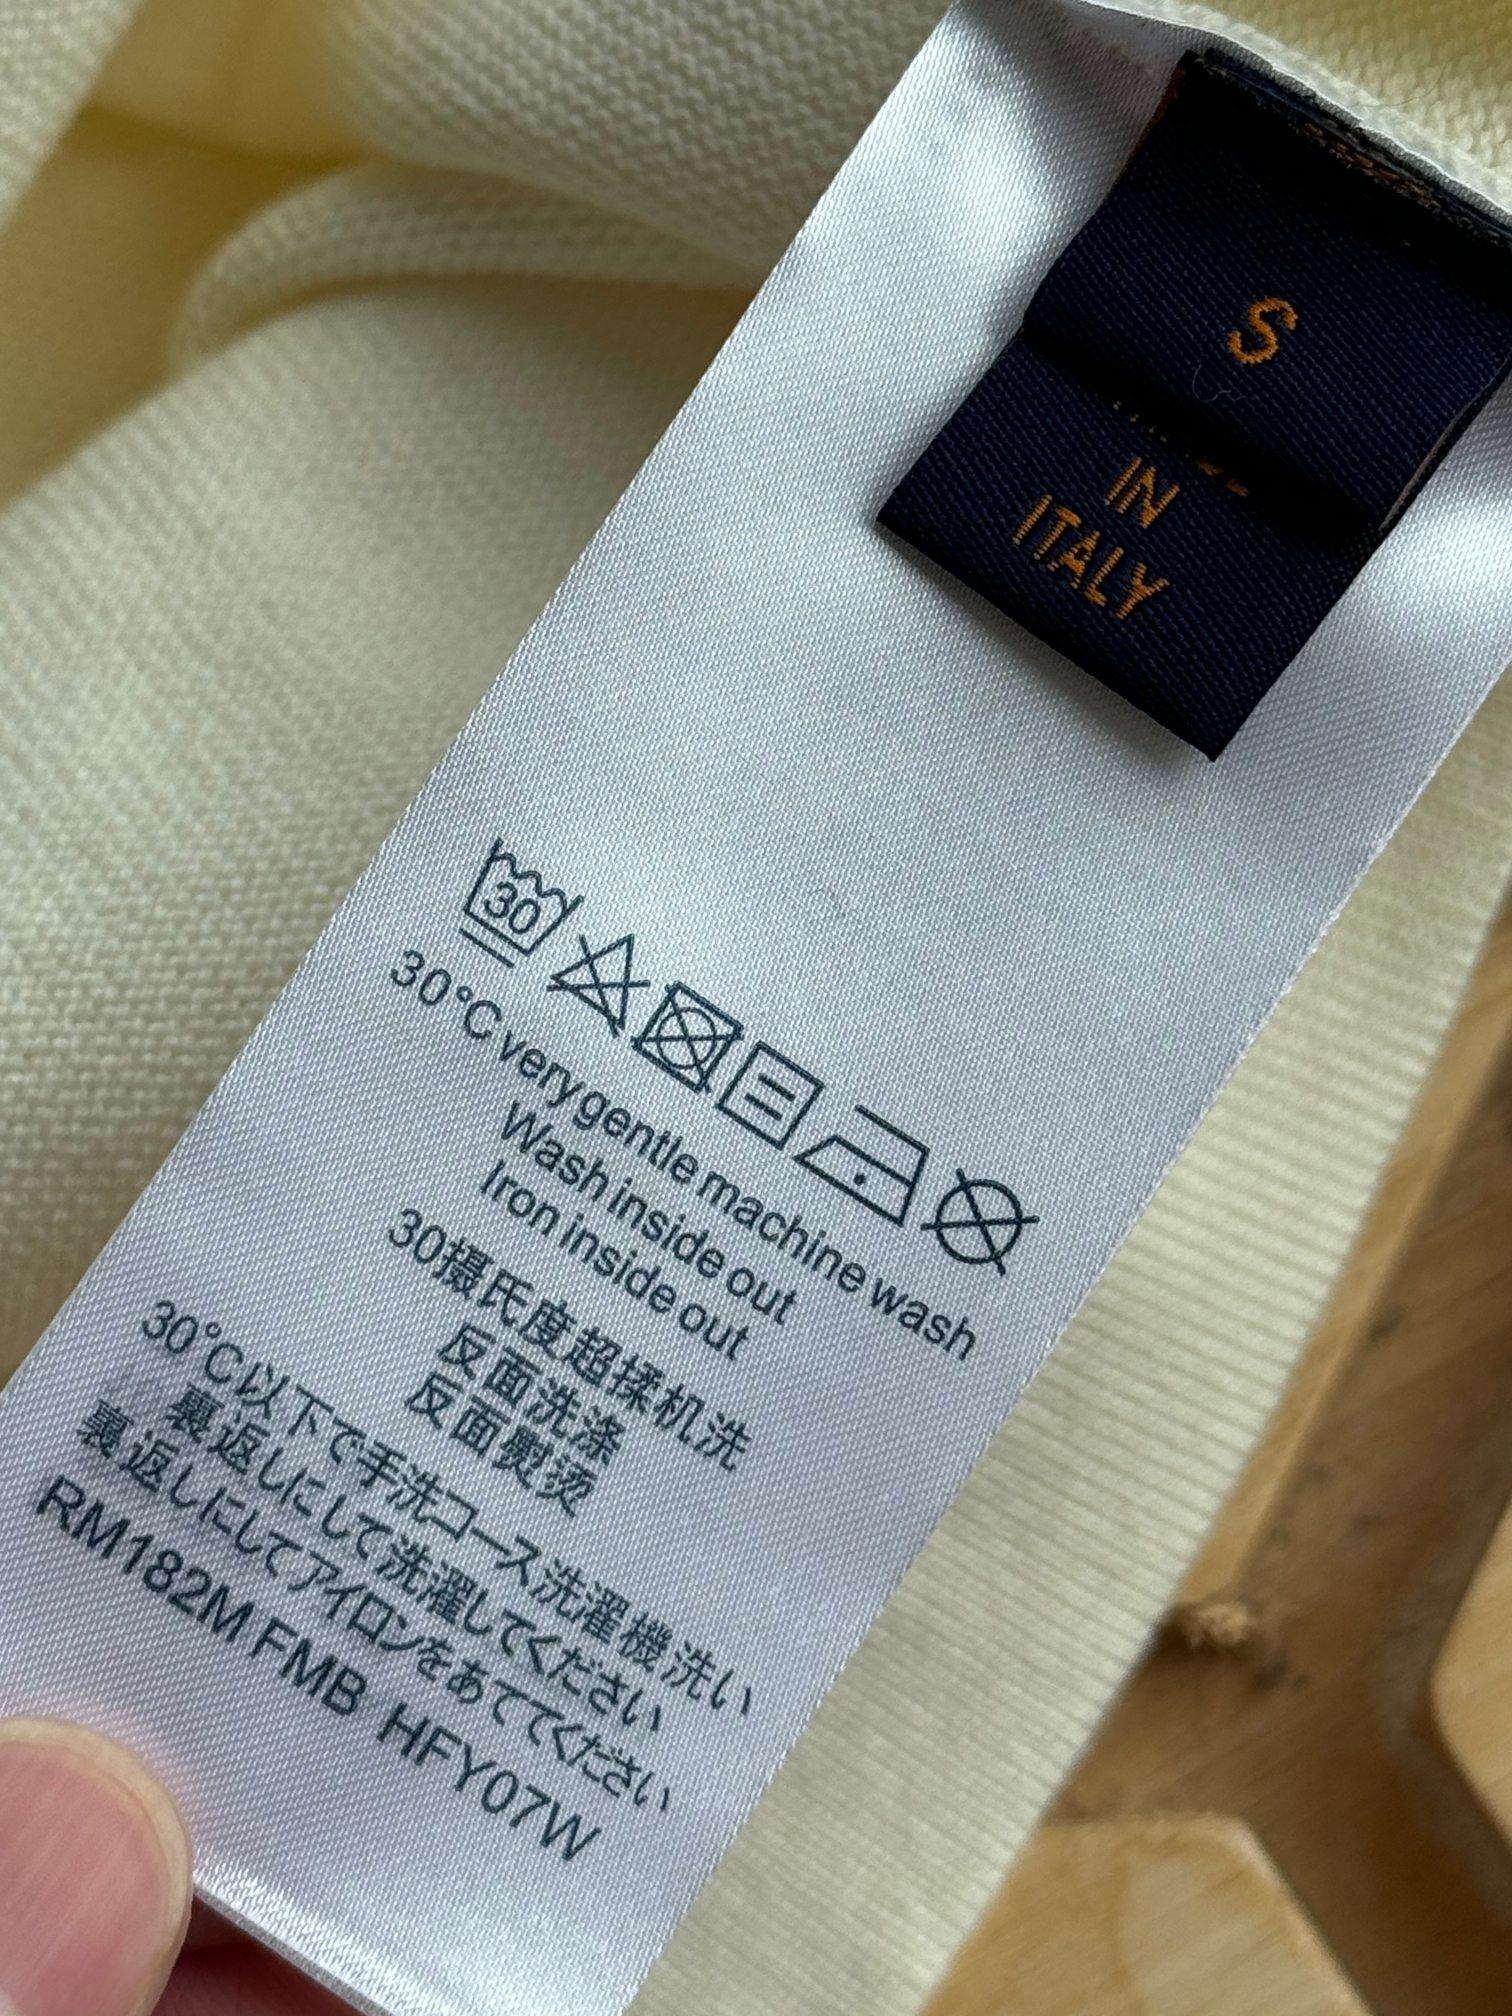 S
IN
ITALY
30
30°C very gentle machine wash
Wash inside out
Iron inside out
30摄氏度超揉机洗
反面洗涤
反面熨烫
30°C以下で手洗コース洗濯機洗い
裏返しにして洗濯してください
裏返しにしてアイロンをあててください
RM182M FMB HFY07W